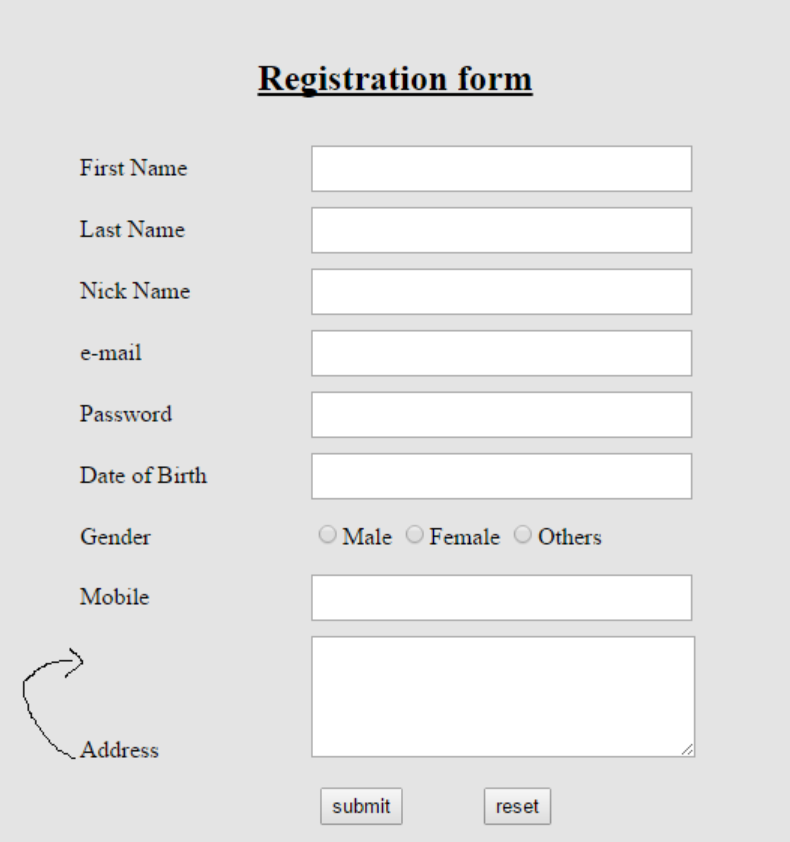 Registration form
First Name
Last Name
Nick Name
e-mail
Password
Date of Birth
Gender Male Female Others
Mobile
Address
submit reset